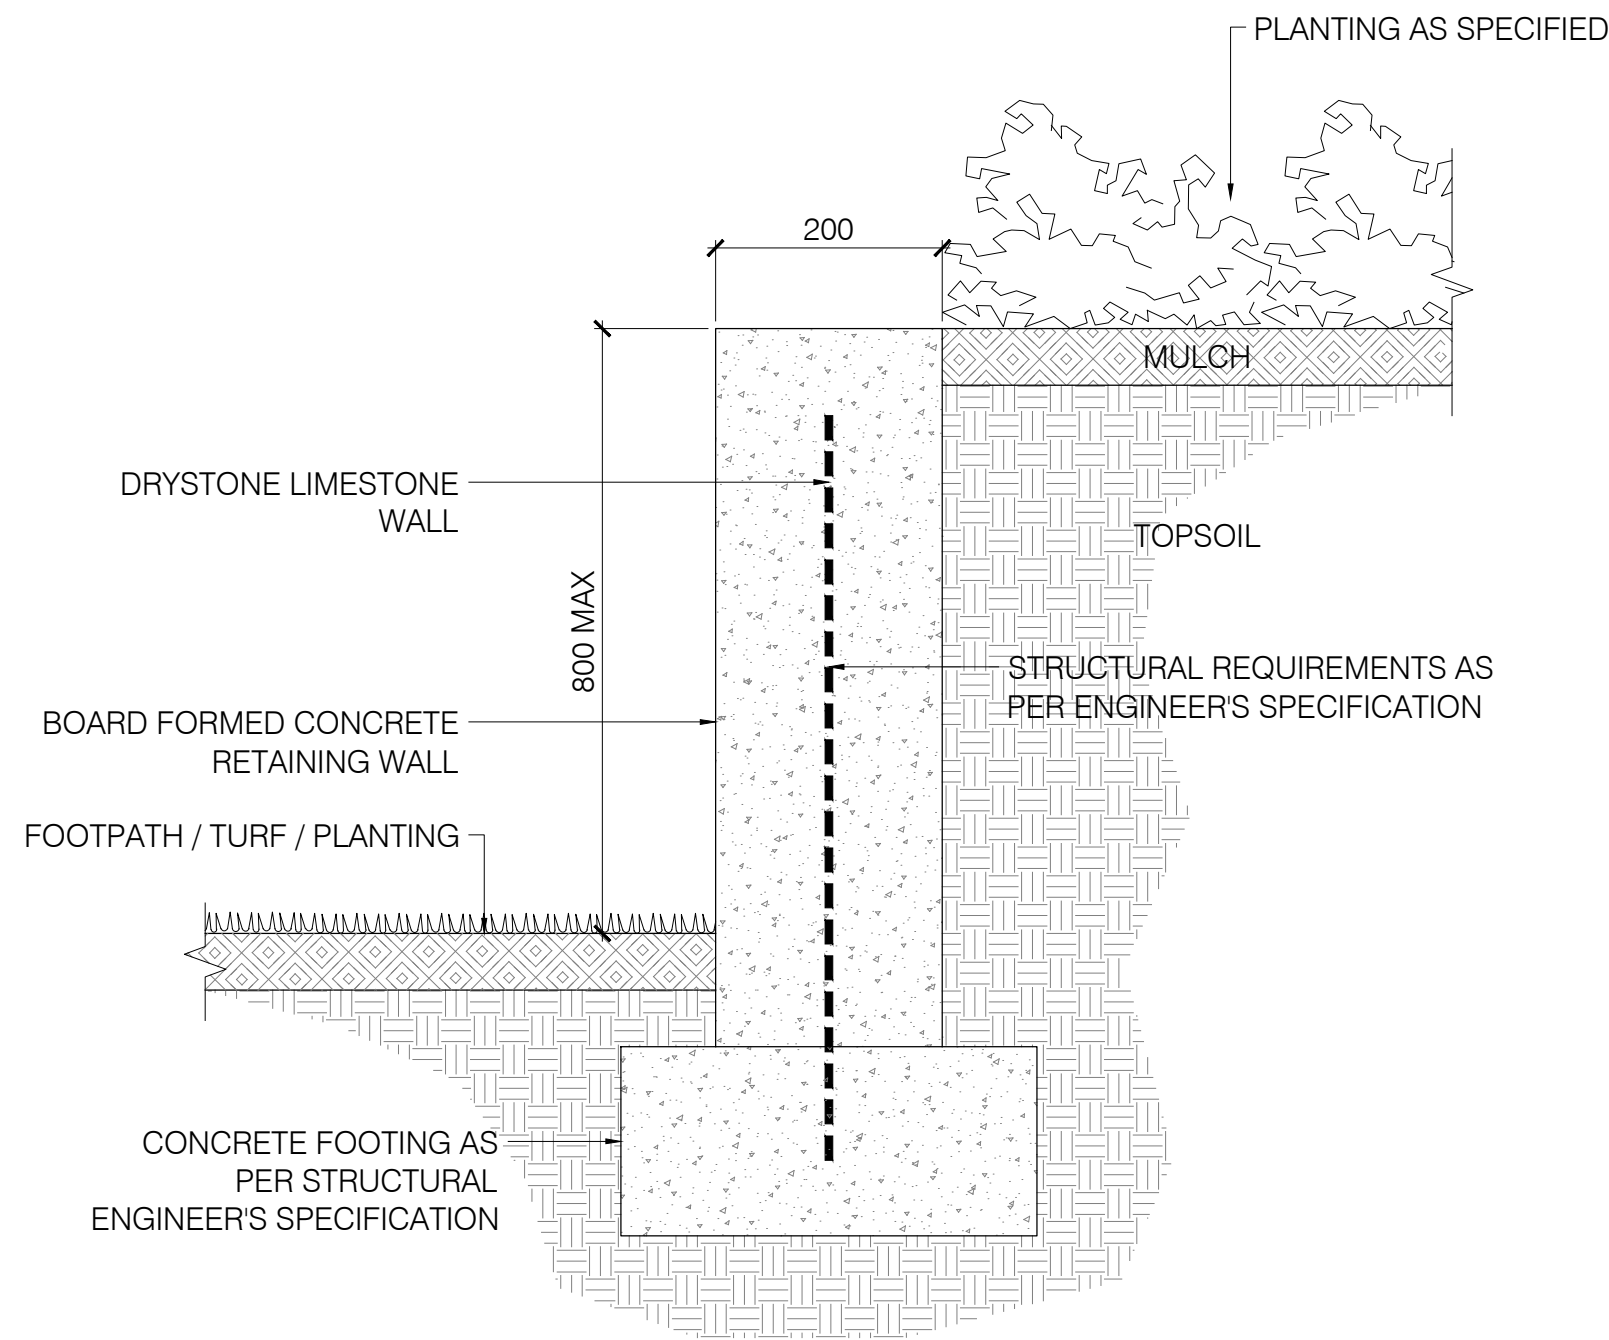 PLANTING AS SPECIFIED
200
MULCH
DRYSTONE LIMESTONE
WALL
TOPSOIL
800 MAX
STRUCTURAL REQUIREMENTS AS
PER ENGINEER'S SPECIFICATION
BOARD FORMED CONCRETE
RETAINING WALL
FOOTPATH / TURF / PLANTING
CONCRETE FOOTING AS
PER STRUCTURAL
ENGINEER'S SPECIFICATION